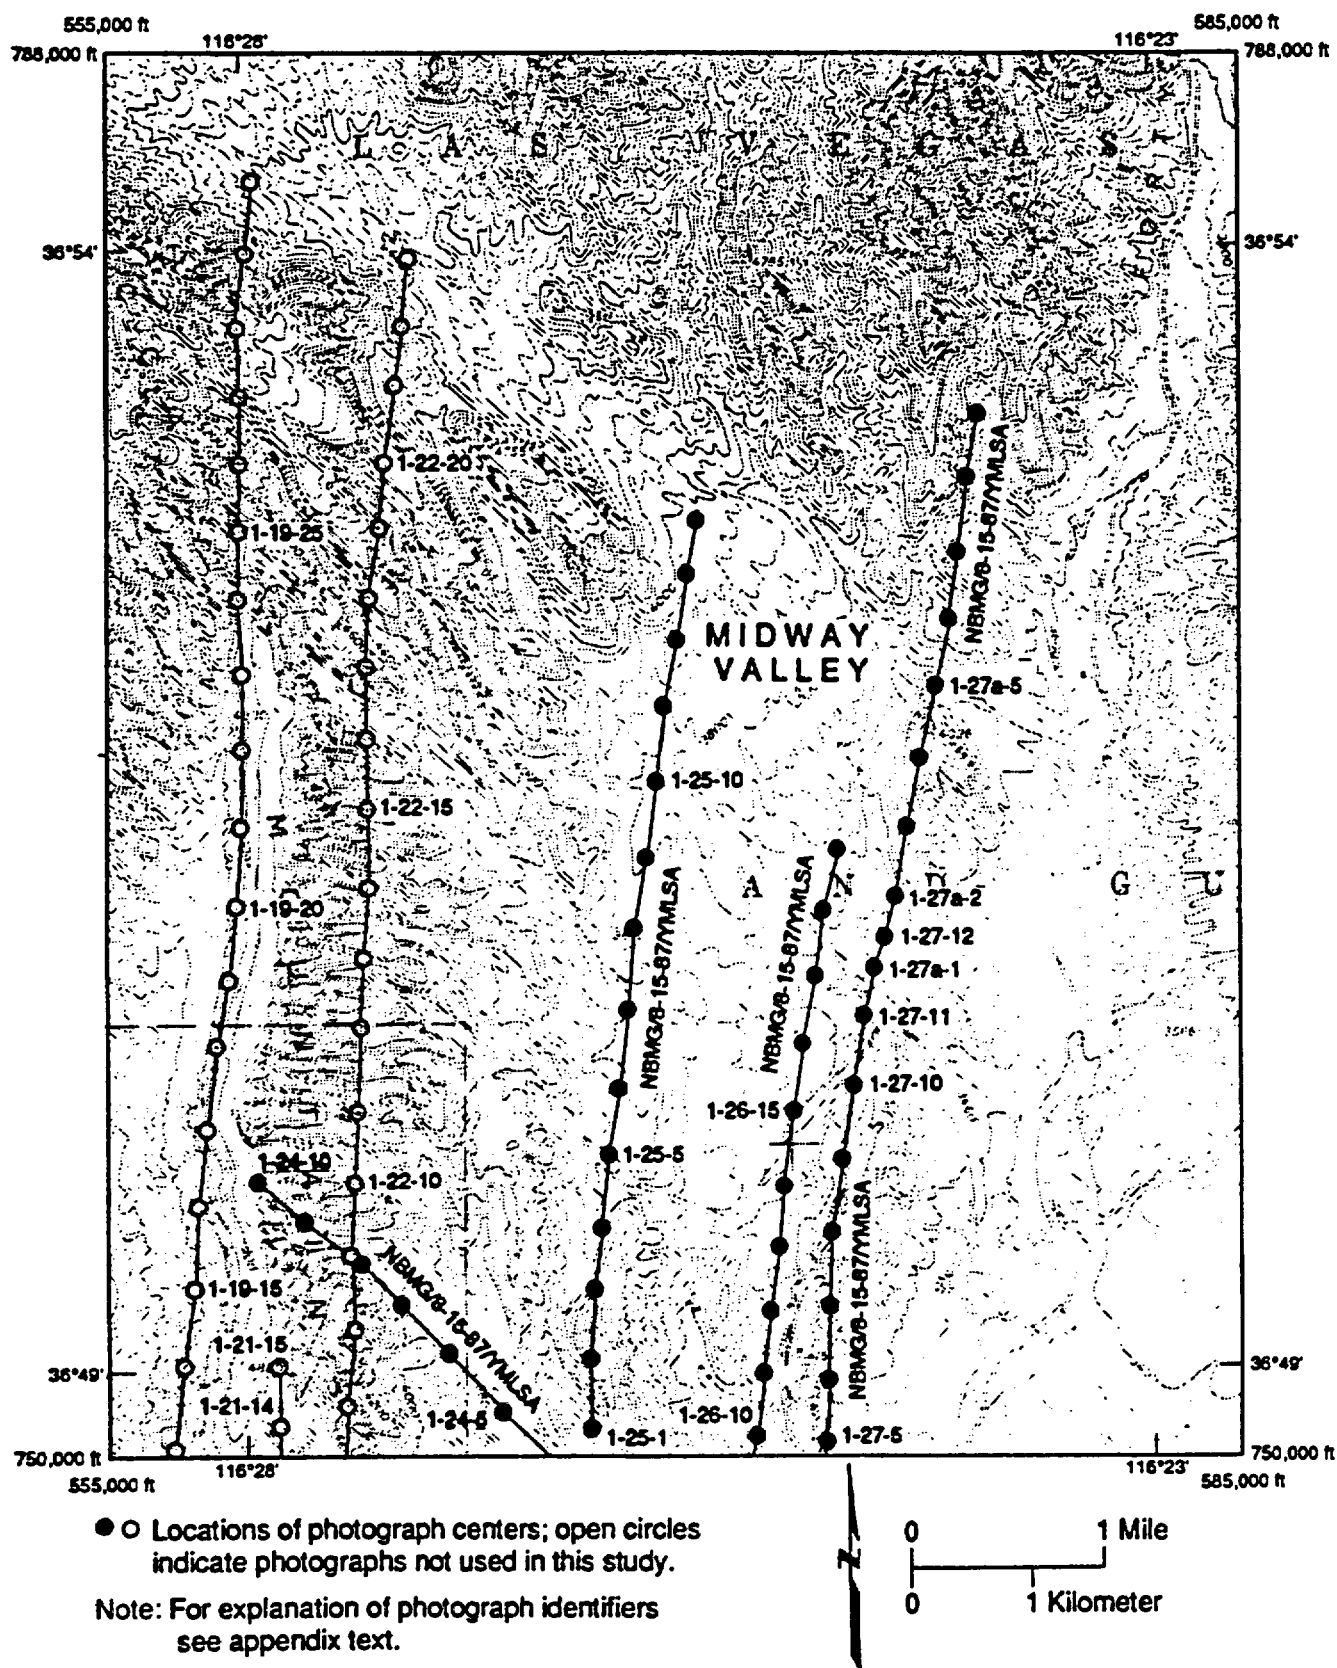 555,000 ft
585,000 ft
788,000 ft
116°28'
116°23'
788,000 ft
L A S V E G A S
36°54'
36°54'
1-22-20
1-19-25
NBMG/8-15-87/YMLSA
MIDWAY
VALLEY
1-27a-5
1-25-10
1-22-15
M
NBMG/8-15-87/YMLSA
NBMG/8-15-87/YMLSA
A
G U
1-27a-2
1-19-20
1-27-12
1-27a-1
1-27-11
1-27-10
1-26-15
1-25-5
1-24-10
1-22-10
NBMG/8-15-87/YMLSA
NBMG/8-15-87/YMLSA
1-19-15
N
1-21-15
36°49'
36°49'
1-21-14
1-24-5
1-25-1
1-26-10
1-27-5
750,000 ft
116°28'
116°23'
750,000 ft
555,000 ft
585,000 ft
Locations of photograph centers; open circles
indicate photographs not used in this study.
Note: For explanation of photograph identifiers
see appendix text.
N
0 1 Mile
0 1 Kilometer